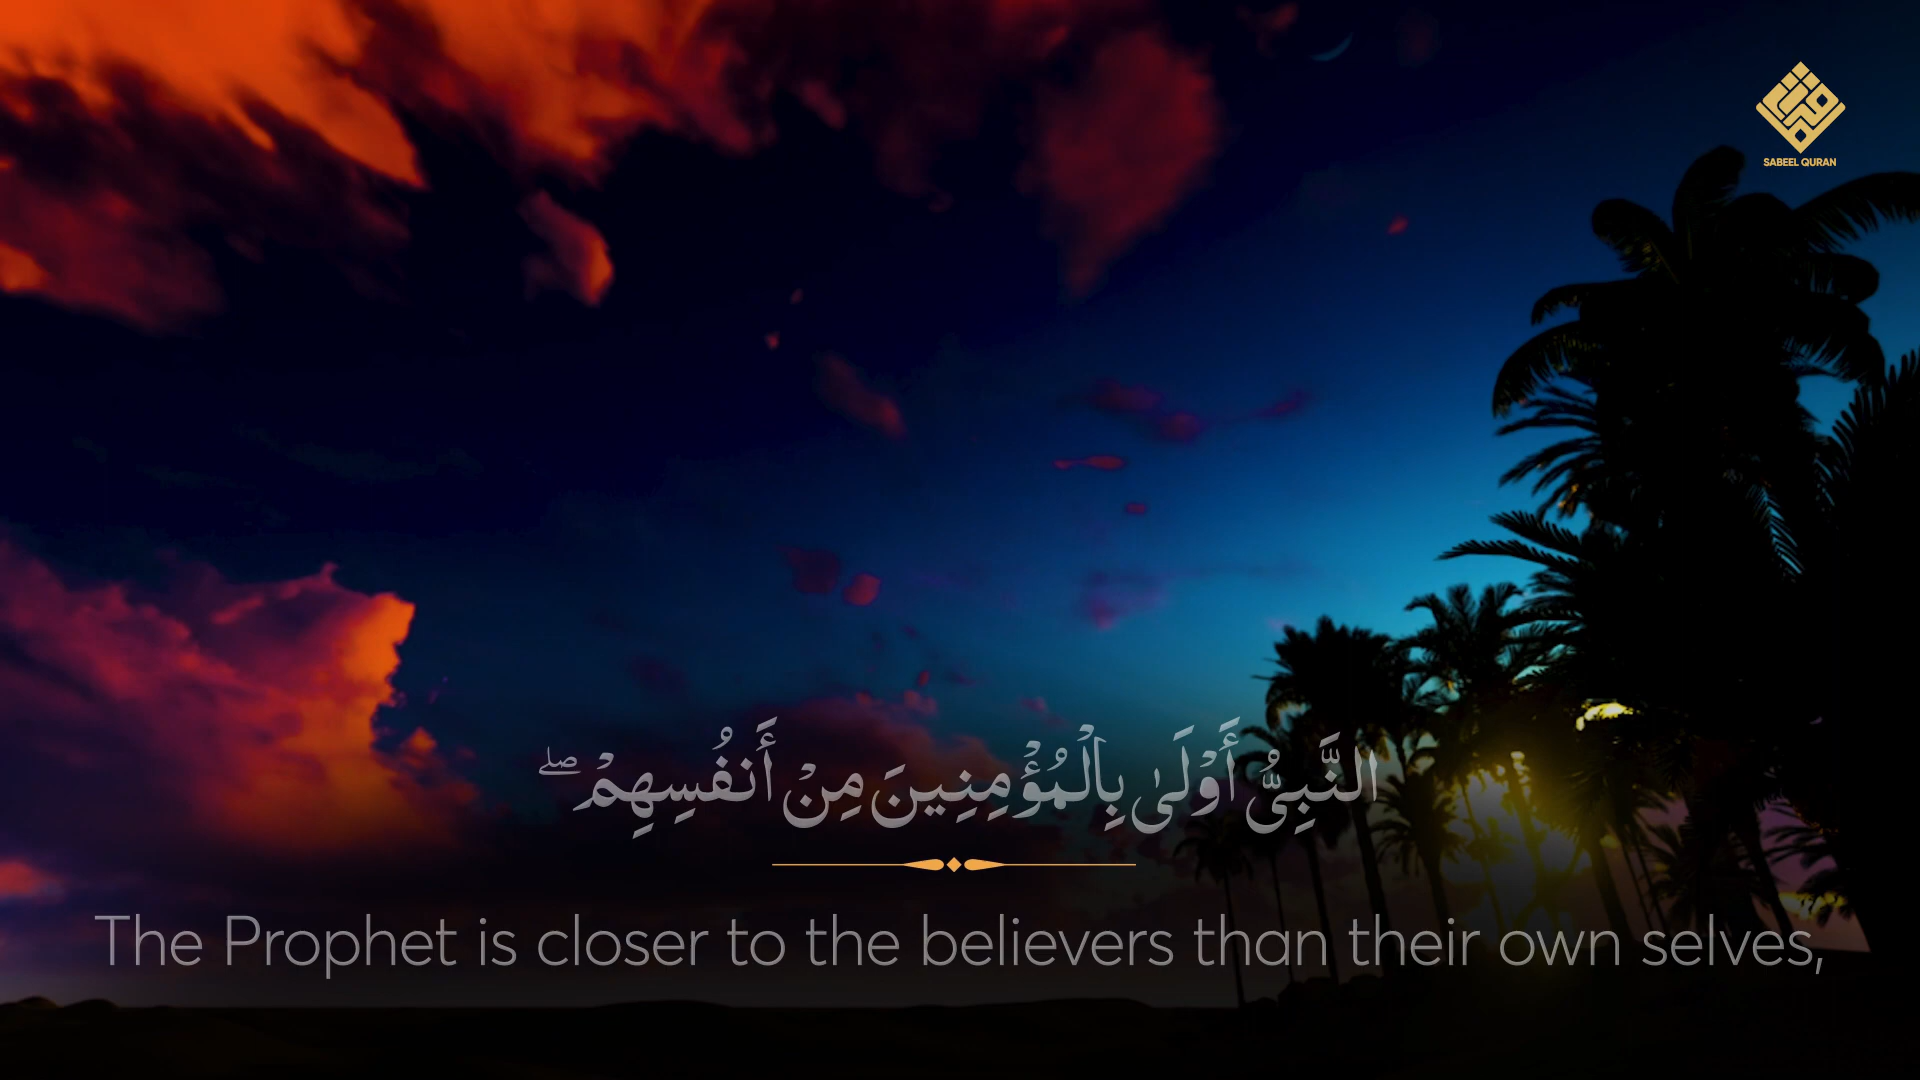 SABEEL QURAN
النَّبِيُّ أَوْلَىٰ بِالْمُؤْمِنِينَ مِنْ أَنفُسِهِمْ ۖ
The Prophet is closer to the believers than their own selves,